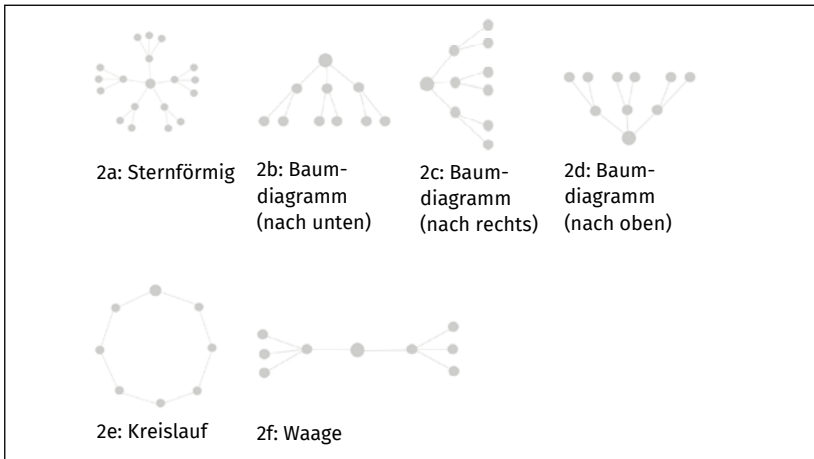 2a: Sternförmig
2b: Baum-
diagramm
(nach unten)
2c: Baum-
diagramm
(nach rechts)
2d: Baum-
diagramm
(nach oben)
2e: Kreislauf
2f: Waage